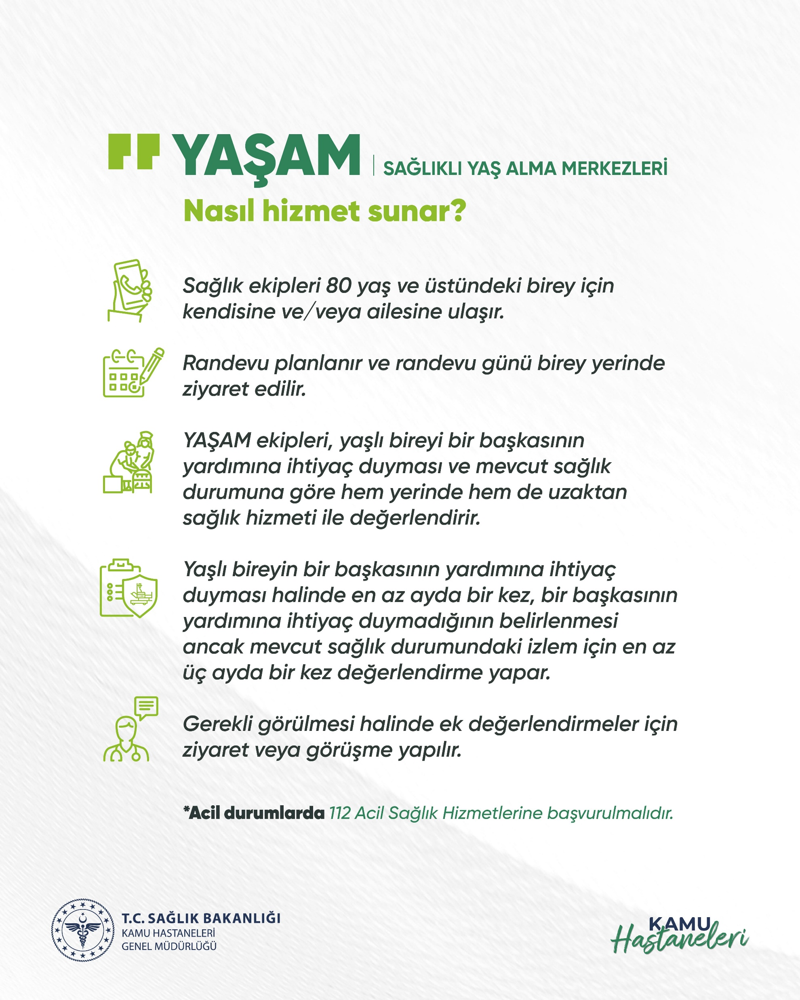 YAŞAM | SAĞLIKLI YAŞ ALMA MERKEZLERİ
Nasıl hizmet sunar?
Sağlık ekipleri 80 yaş ve üstündeki birey için
kendisine ve/veya ailesine ulaşır.
Randevu planlanır ve randevu günü birey yerinde
ziyaret edilir.
YAŞAM ekipleri, yaşlı bireyi bir başkasının
yardımına ihtiyaç duyması ve mevcut sağlık
durumuna göre hem yerinde hem de uzaktan
sağlık hizmeti ile değerlendirir.
Yaşlı bireyin bir başkasının yardımına ihtiyaç
duyması halinde en az ayda bir kez, bir başkasının
yardımına ihtiyaç duymadığının belirlenmesi
ancak mevcut sağlık durumundaki izlem için en az
üç ayda bir kez değerlendirme yapar.
Gerekli görülmesi halinde ek değerlendirmeler için
ziyaret veya görüşme yapılır.
*Acil durumlarda 112 Acil Sağlık Hizmetlerine başvurulmalıdır.
T.C. SAĞLIK BAKANLIĞI
KAMU HASTANELERİ
GENEL MÜDÜRLÜĞÜ
KAMU
Hastaneleri